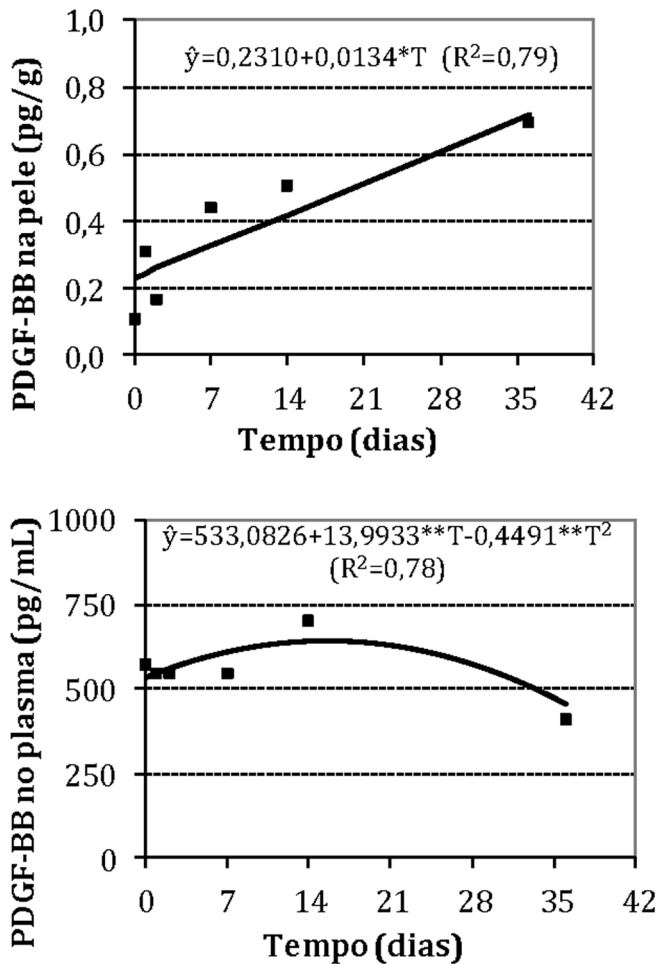 PDGF-BB na pele (pg/g)
1,0
0,8
0,6
0,4
0,2
0,0
ŷ=0,2310+0,0134*T (R²=0,79)
0 7 14 21 28 35 42
Tempo (dias)
PDGF-BB no plasma (pg/mL)
1000
750
500
250
0
ŷ=533,0826+13,9933**T-0,4491**T²
(R²=0,78)
0 7 14 21 28 35 42
Tempo (dias)